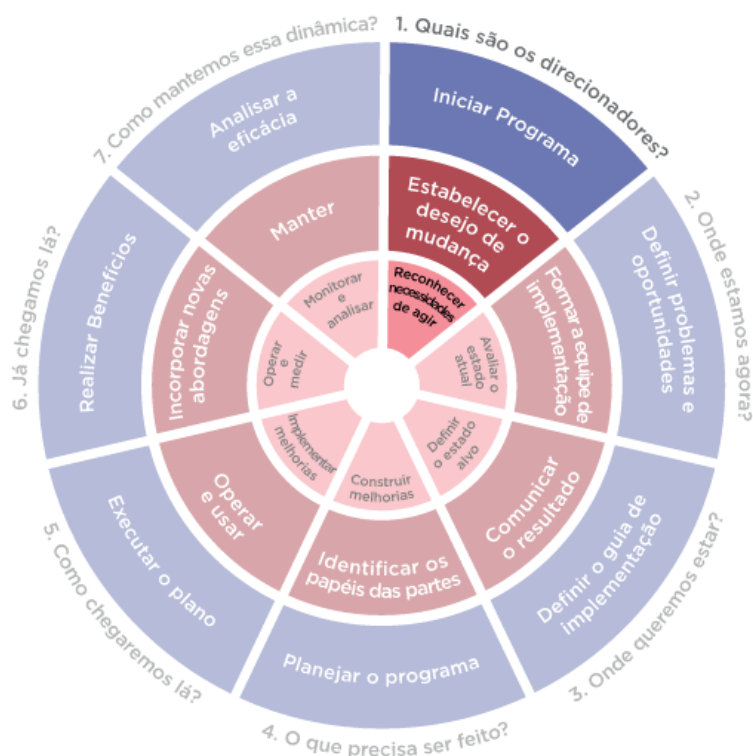 1. Quais são os direcionadores?
Iniciar Programa
Estabelecer o
desejo de
mudança
Reconhecer
necessidades
de agir
2. Onde estamos agora?
Definir problemas e
oportunidades
Formar a equipe de
implementação
Avaliar o
estado
atual
3. Onde queremos estar?
Definir o guia de
implementação
Comunicar
o resultado
Definir
o estado
alvo
4. O que precisa ser feito?
Planejar o programa
Identificar os
papéis das partes
Construir
melhorias
5. Como chegaremos lá?
Executar o plano
Operar
e usar
Implementar
melhorias
6. Já chegamos lá?
Realizar Benefícios
Incorporar novas
abordagens
Operar
e
medir
7. Como mantemos essa dinâmica?
Analisar a
eficácia
Manter
Monitorar
e
analisar